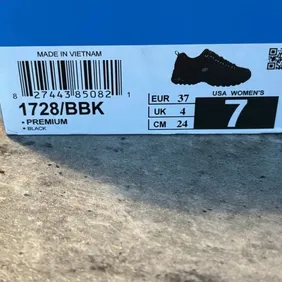 MADE IN VIETNAM
8 27443 85082 1
1728/BBK
• PREMIUM
• BLACK
EUR 37
UK 4
CM 24
USA WOMEN'S
7